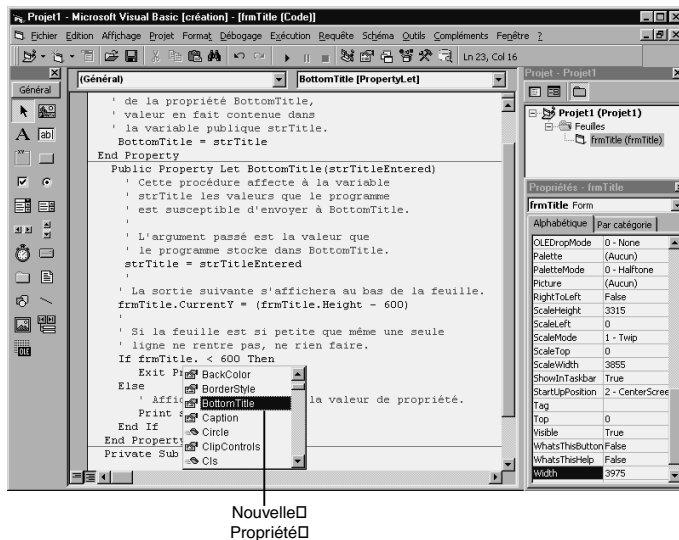 Projet1 - Microsoft Visual Basic [création] - [frmTitle (Code)]
Fichier Edition Affichage Projet Format Débogage Exécution Requête Schéma Outils Compléments Fenêtre ?
Ln 23, Col 16
Général
(Général)
BottomTitle [PropertyLet]
' de la propriété BottomTitle,
' valeur en fait contenue dans
' la variable publique strTitle.
BottomTitle = strTitle
End Property
Public Property Let BottomTitle(strTitleEntered)
' Cette procédure affecte à la variable
' strTitle les valeurs que le programme
' est susceptible d'envoyer à BottomTitle.
'
' L'argument passé est la valeur que
' le programme stocke dans BottomTitle.
strTitle = strTitleEntered
'
' La sortie suivante s'affichera au bas de la feuille.
frmTitle.CurrentY = (frmTitle.Height - 600)
'
' Si la feuille est si petite que même une seule
' ligne ne rentre pas, ne rien faire.
If frmTitle. < 600 Then
Exit P
Else
' Affi la valeur de propriété.
Print s
End If
End Property
Private Sub
BackColor
BorderStyle
BottomTitle
Caption
Circle
ClipControls
Cls
Projet - Projet1
Projet1 (Projet1)
Feuilles
frmTitle (frmTitle)
Propriétés - frmTitle
frmTitle Form
Alphabétique
Par catégorie
OLEDropMode 0 - None
Palette (Aucun)
PaletteMode 0 - Halftone
Picture (Aucun)
RightToLeft False
ScaleHeight 3315
ScaleLeft 0
ScaleMode 1 - Twip
ScaleTop 0
ScaleWidth 3855
ShowInTaskbar True
StartUpPosition 2 - CenterScree
Tag
Top 0
Visible True
WhatsThisButton False
WhatsThisHelp False
Width 3975
Nouvelle
Propriété